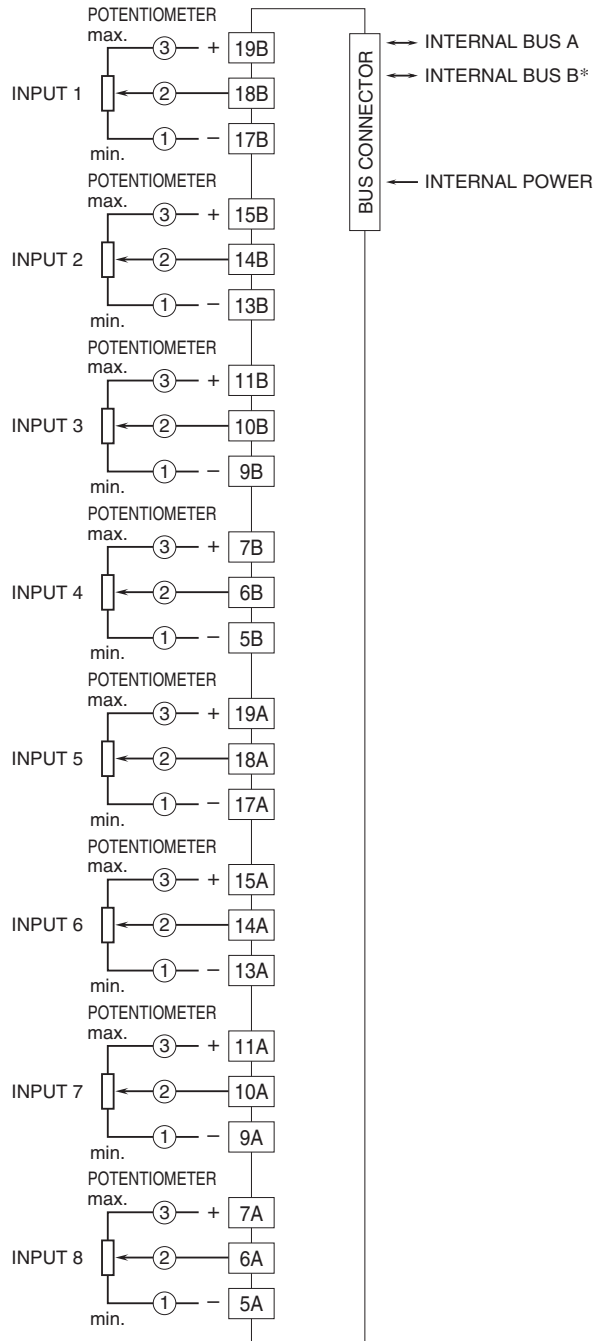 POTENTIOMETER
max.
③ + 19B
INPUT 1 ② 18B
① − 17B
min.
POTENTIOMETER
max.
③ + 15B
INPUT 2 ② 14B
① − 13B
min.
POTENTIOMETER
max.
③ + 11B
INPUT 3 ② 10B
① − 9B
min.
POTENTIOMETER
max.
③ + 7B
INPUT 4 ② 6B
① − 5B
min.
POTENTIOMETER
max.
③ + 19A
INPUT 5 ② 18A
① − 17A
min.
POTENTIOMETER
max.
③ + 15A
INPUT 6 ② 14A
① − 13A
min.
POTENTIOMETER
max.
③ + 11A
INPUT 7 ② 10A
① − 9A
min.
POTENTIOMETER
max.
③ + 7A
INPUT 8 ② 6A
① − 5A
min.
BUS CONNECTOR
INTERNAL BUS A
INTERNAL BUS B*
INTERNAL POWER